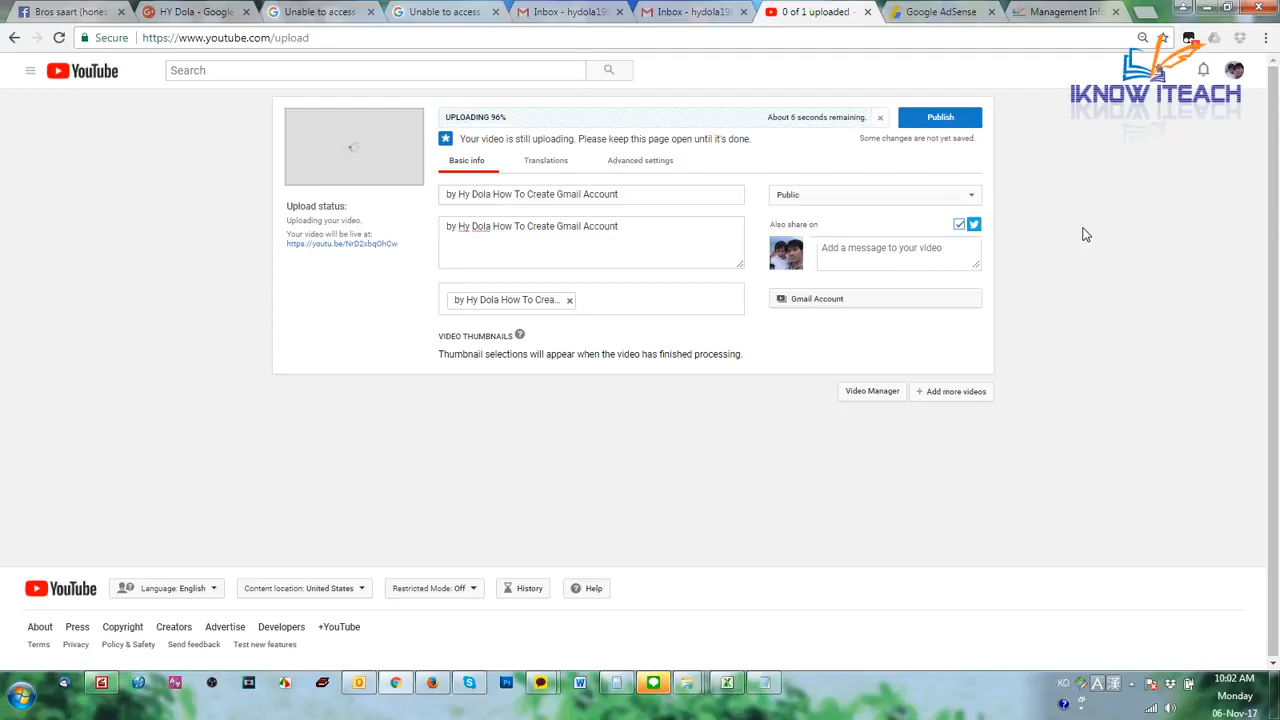 Bros saart (hones
HY Dola - Google
Unable to access
Unable to access
Inbox - hydola19
Inbox - hydola19
0 of 1 uploaded -
Google AdSense
Management Inf
Secure
https://www.youtube.com/upload
YouTube
Search
IKNOW ITEACH
UPLOADING 96%
About 6 seconds remaining.
Publish
Your video is still uploading. Please keep this page open until it's done.
Some changes are not yet saved.
Basic info
Translations
Advanced settings
by Hy Dola How To Create Gmail Account
Public
Upload status:
Uploading your video.
Your video will be live at:
https://youtu.be/NrD2xbqOhCw
by Hy Dola How To Create Gmail Account
Also share on
Add a message to your video
by Hy Dola How To Crea...
Gmail Account
VIDEO THUMBNAILS
Thumbnail selections will appear when the video has finished processing.
Video Manager
+ Add more videos
YouTube
Language: English
Content location: United States
Restricted Mode: Off
History
Help
About
Press
Copyright
Creators
Advertise
Developers
+YouTube
Terms
Privacy
Policy & Safety
Send feedback
Test new features
KO
A
漢
10:02 AM
Monday
06-Nov-17